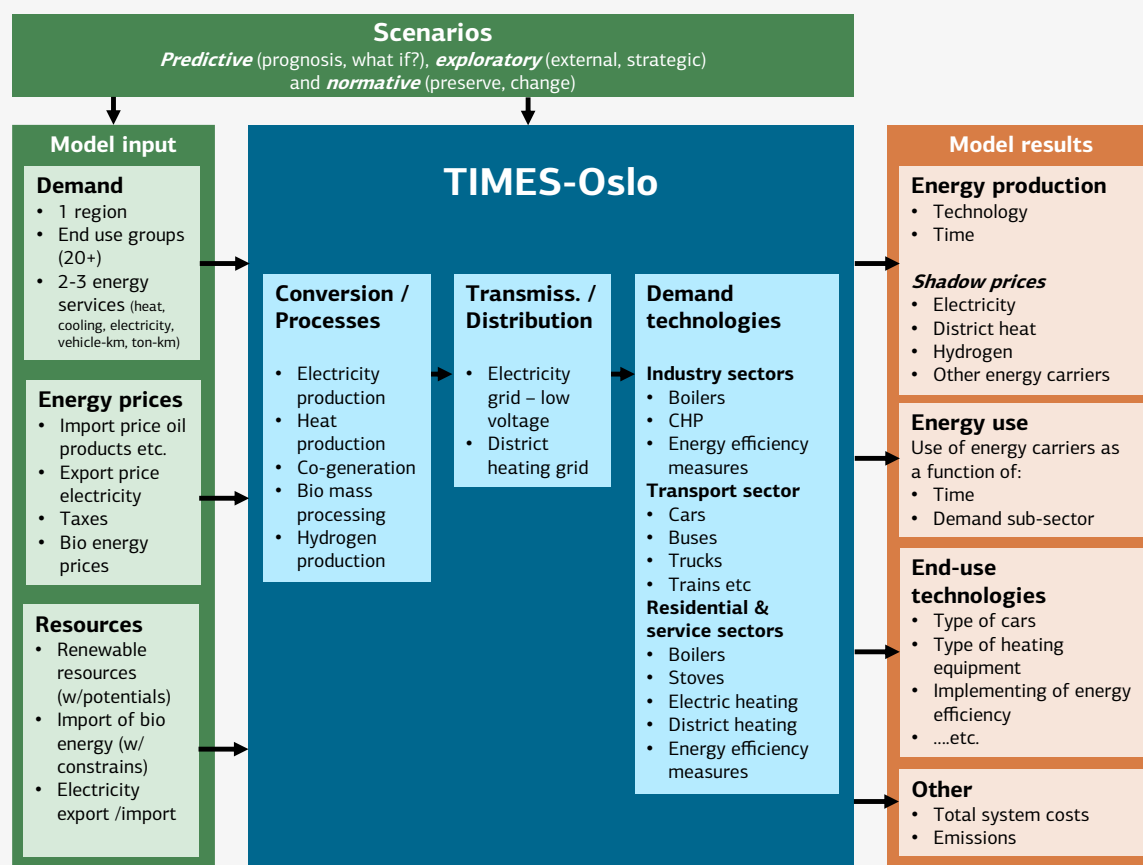 Scenarios
Predictive (prognosis, what if?), exploratory (external, strategic)
and normative (preserve, change)
Model input
Demand
• 1 region
• End use groups
(20+)
• 2-3 energy
services (heat,
cooling, electricity,
vehicle-km, ton-km)
Energy prices
• Import price oil
products etc.
• Export price
electricity
• Taxes
• Bio energy
prices
Resources
• Renewable
resources
(w/potentials)
• Import of bio
energy (w/
constrains)
• Electricity
export /import
TIMES-Oslo
Conversion /
Processes
• Electricity
production
• Heat
production
• Co-generation
• Bio mass
processing
• Hydrogen
production
Transmiss. /
Distribution
• Electricity
grid – low
voltage
• District
heating grid
Demand
technologies
Industry sectors
• Boilers
• CHP
• Energy efficiency
measures
Transport sector
• Cars
• Buses
• Trucks
• Trains etc
Residential &
service sectors
• Boilers
• Stoves
• Electric heating
• District heating
• Energy efficiency
measures
Model results
Energy production
• Technology
• Time
Shadow prices
• Electricity
• District heat
• Hydrogen
• Other energy carriers
Energy use
Use of energy carriers as
a function of:
• Time
• Demand sub-sector
End-use
technologies
• Type of cars
• Type of heating
equipment
• Implementing of energy
efficiency
• ....etc.
Other
• Total system costs
• Emissions